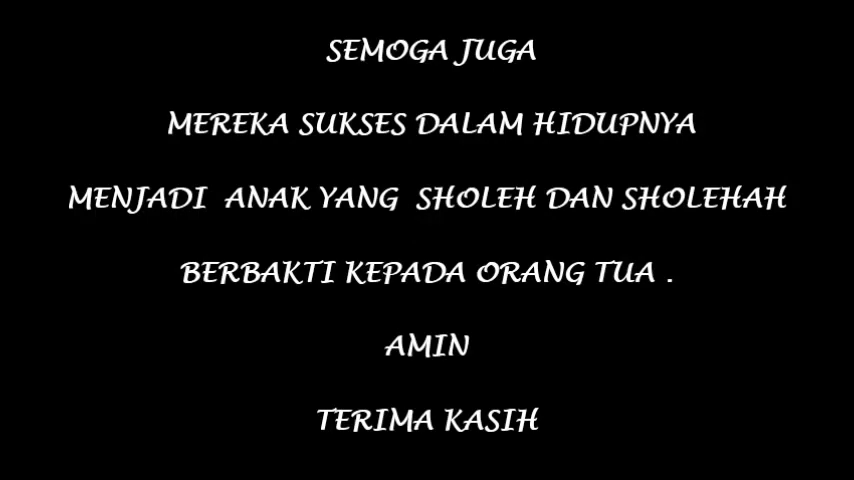 SEMOGA JUGA
MEREKA SUKSES DALAM HIDUPNYA
MENJADI ANAK YANG SHOLEH DAN SHOLEHAH
BERBAKTI KEPADA ORANG TUA .
AMIN
TERIMA KASIH